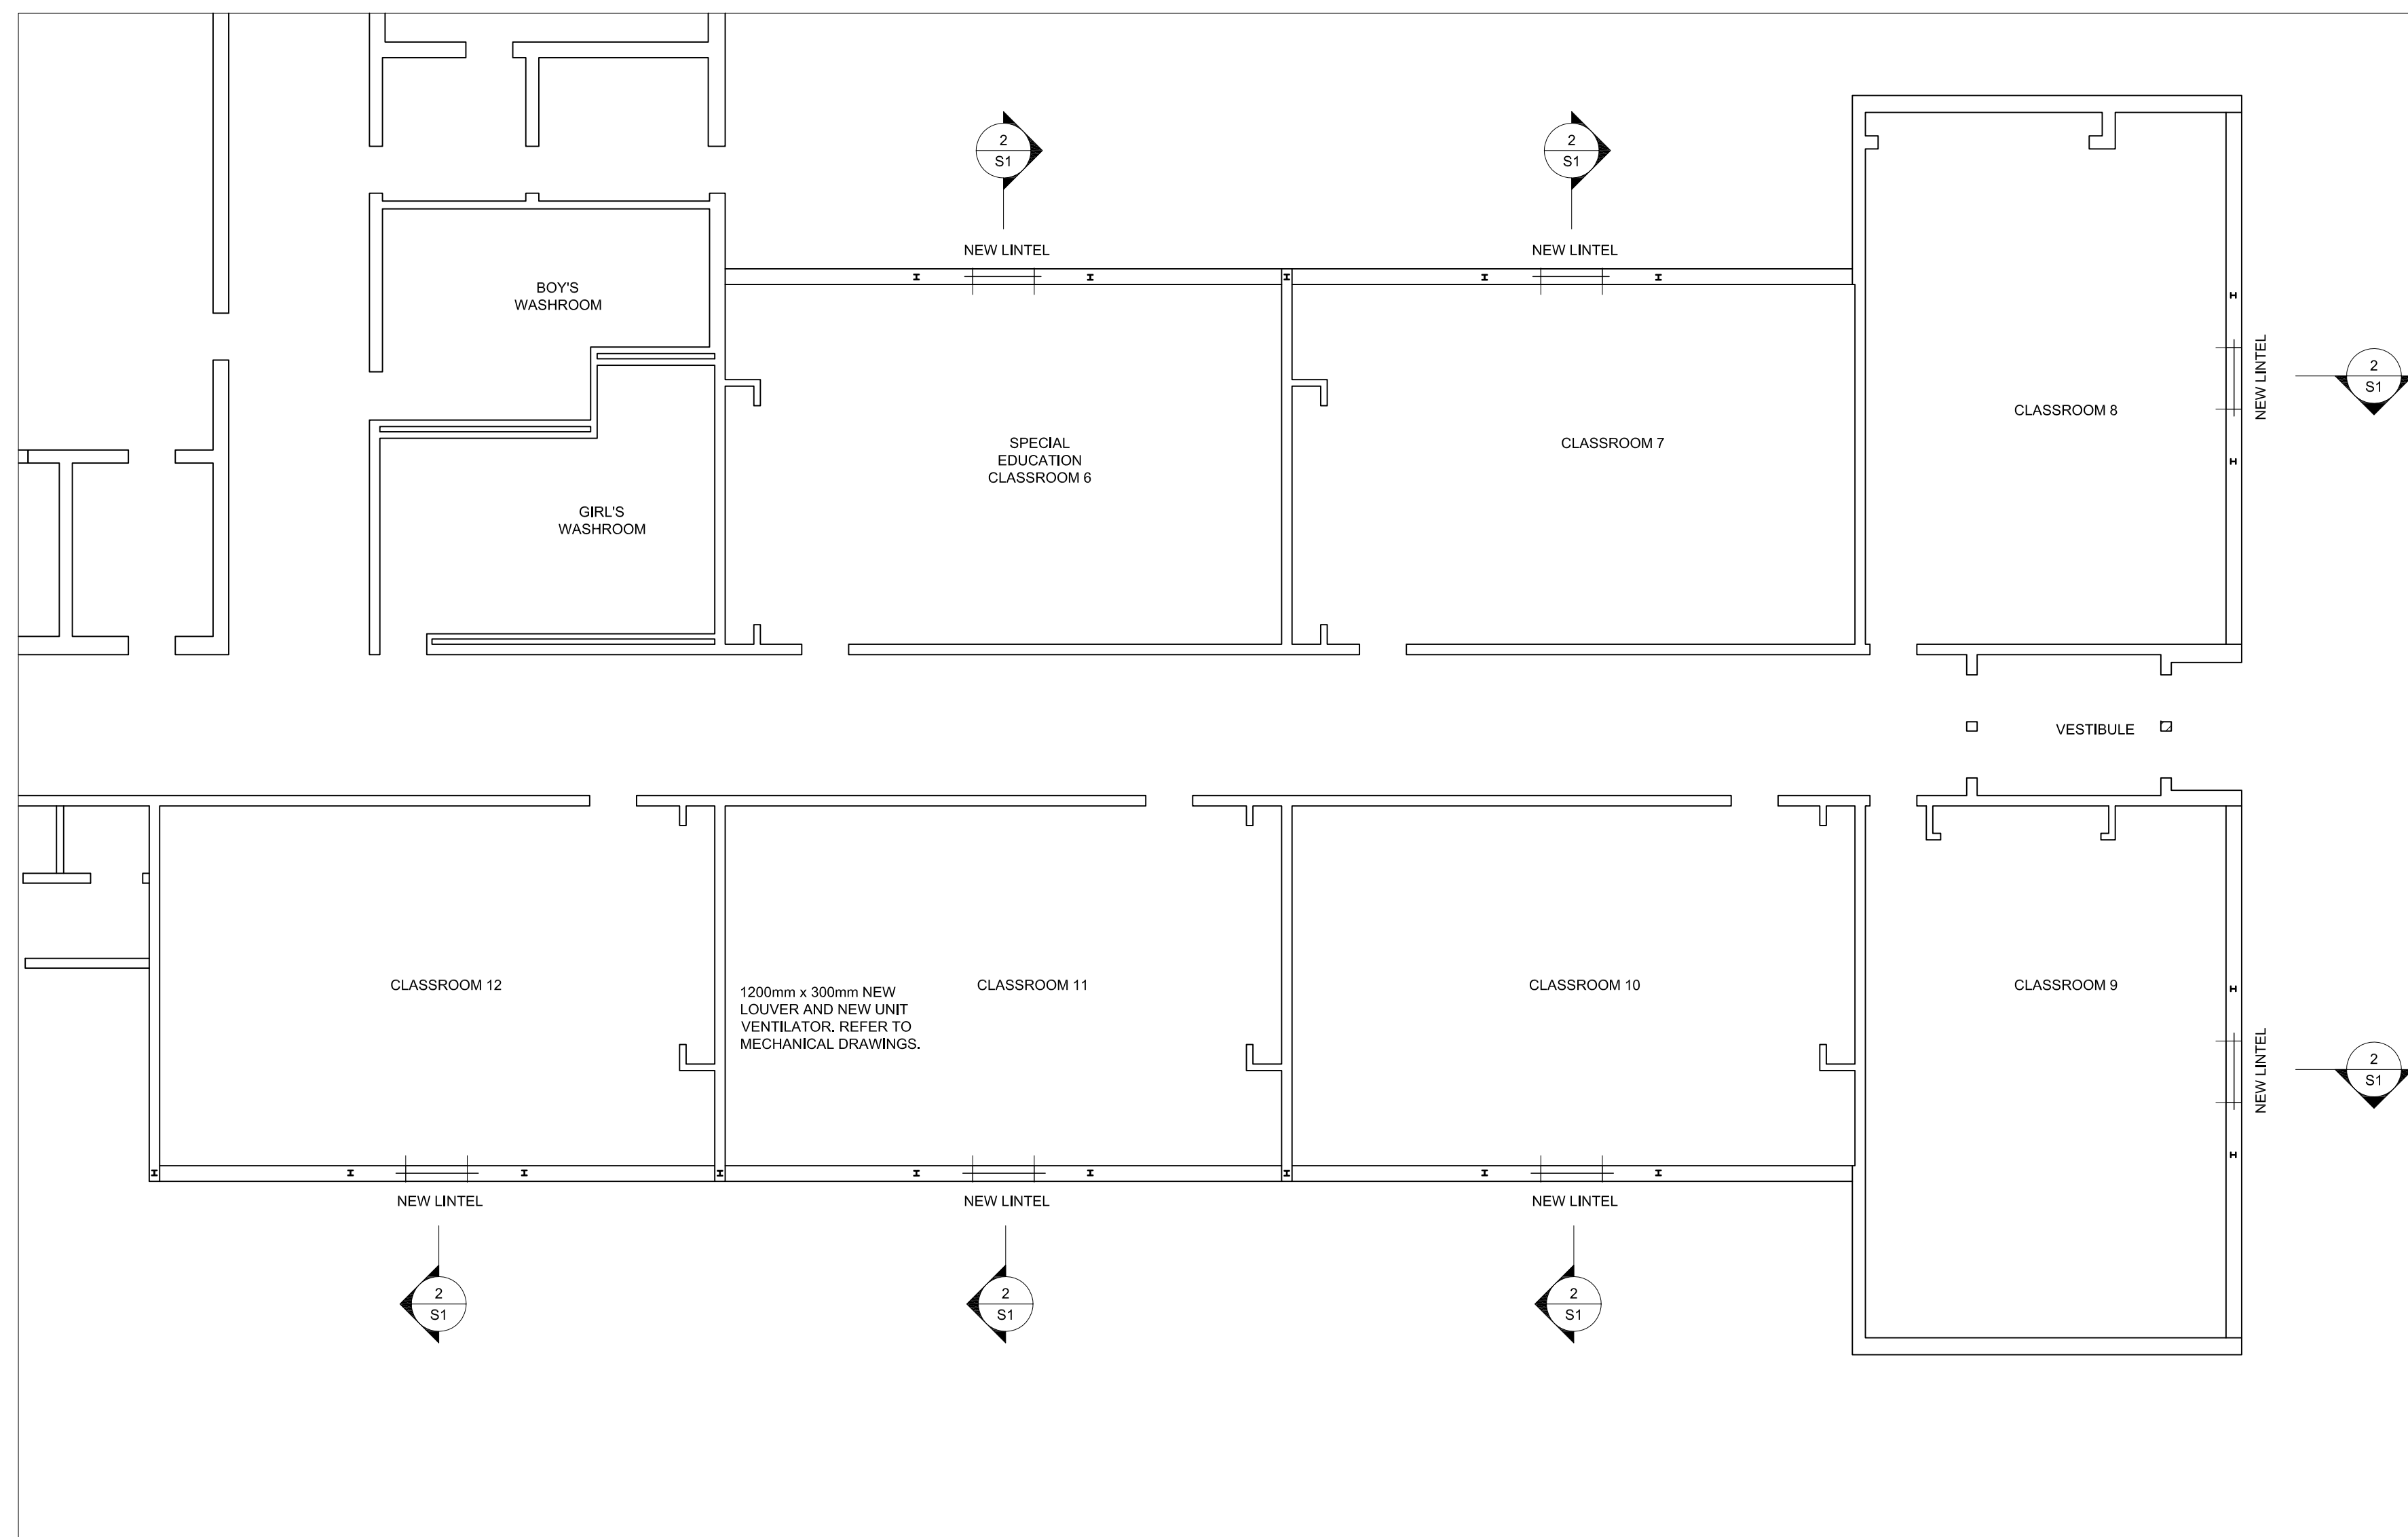 2
S1
2
S1
NEW LINTEL
NEW LINTEL
BOY'S
WASHROOM
NEW LINTEL
2
S1
CLASSROOM 8
SPECIAL
EDUCATION
CLASSROOM 6
CLASSROOM 7
GIRL'S
WASHROOM
VESTIBULE
CLASSROOM 12
1200mm x 300mm NEW
LOUVER AND NEW UNIT
VENTILATOR. REFER TO
MECHANICAL DRAWINGS.
CLASSROOM 11
CLASSROOM 10
CLASSROOM 9
NEW LINTEL
2
S1
NEW LINTEL
NEW LINTEL
NEW LINTEL
2
S1
2
S1
2
S1